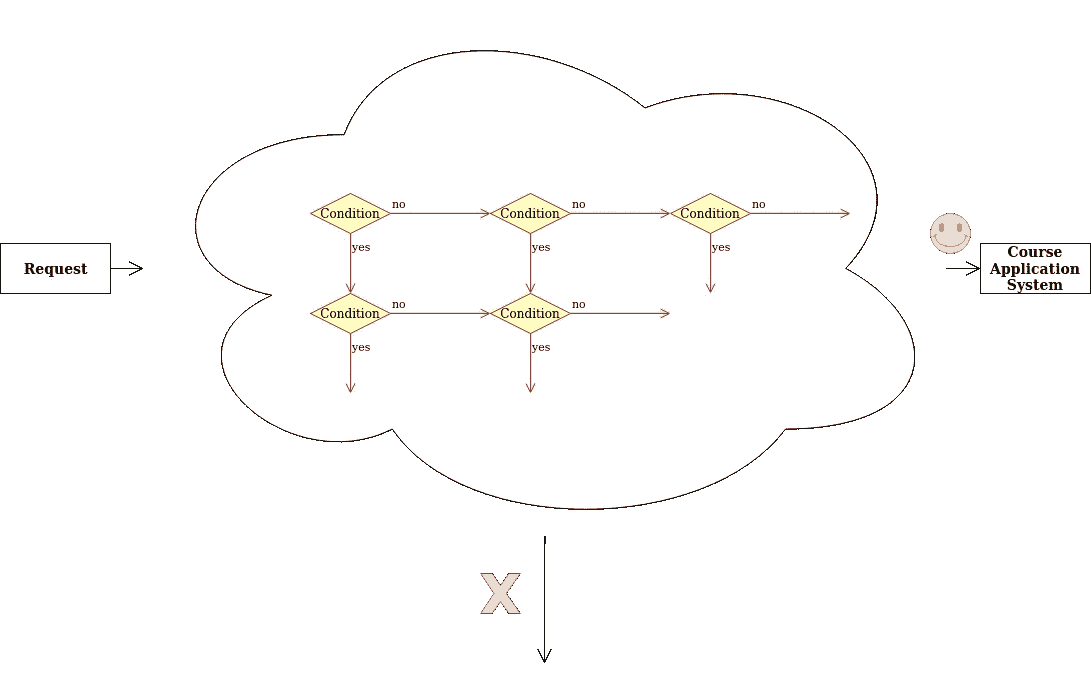 Condition
no
Condition
no
Condition
no
yes
yes
yes
Request
Course
Application
System
Condition
no
Condition
no
yes
yes
X